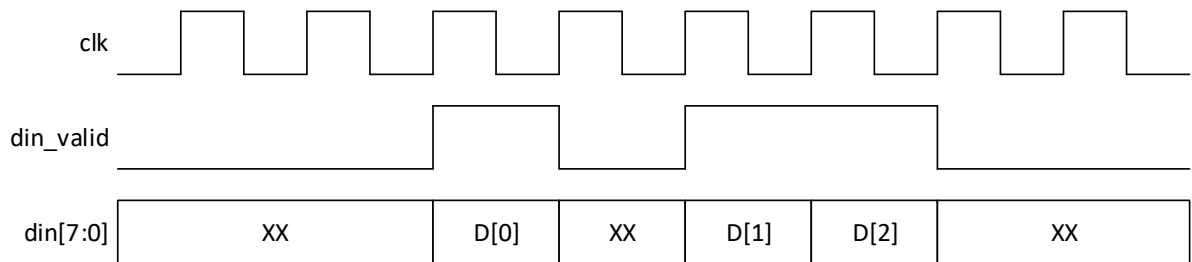 clk
din_valid
din[7:0] XX D[0] XX D[1] D[2] XX